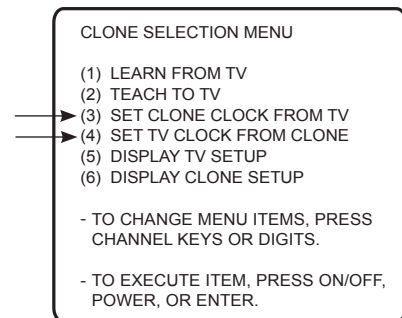 CLONE SELECTION MENU
(1) LEARN FROM TV
(2) TEACH TO TV
(3) SET CLONE CLOCK FROM TV
(4) SET TV CLOCK FROM CLONE
(5) DISPLAY TV SETUP
(6) DISPLAY CLONE SETUP
- TO CHANGE MENU ITEMS, PRESS
CHANNEL KEYS OR DIGITS.
- TO EXECUTE ITEM, PRESS ON/OFF,
POWER, OR ENTER.